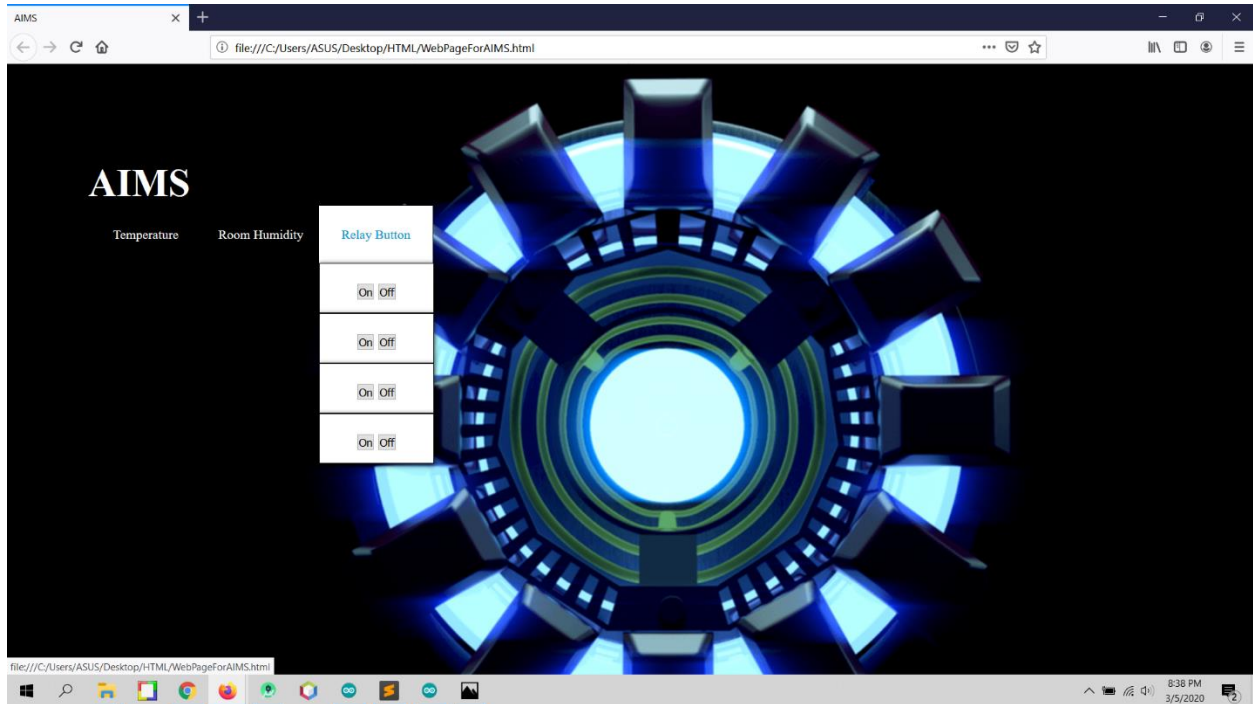 AIMS
file:///C:/Users/ASUS/Desktop/HTML/WebPageForAIMS.html
AIMS
Temperature Room Humidity Relay Button
On Off
On Off
On Off
On Off
file:///C:/Users/ASUS/Desktop/HTML/WebPageForAIMS.html
8:38 PM
3/5/2020
2